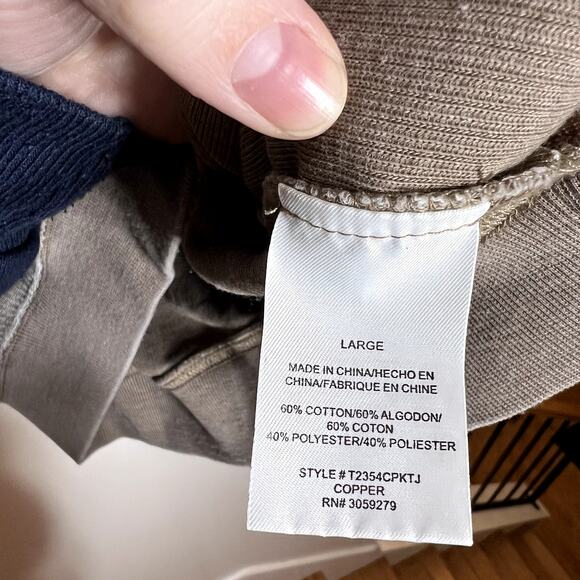 LARGE
MADE IN CHINA/HECHO EN
CHINA/FABRIQUE EN CHINE
60% COTTON/60% ALGODON/
60% COTON
40% POLYESTER/40% POLIESTER
STYLE # T2354CPKTJ
COPPER
RN# 3059279